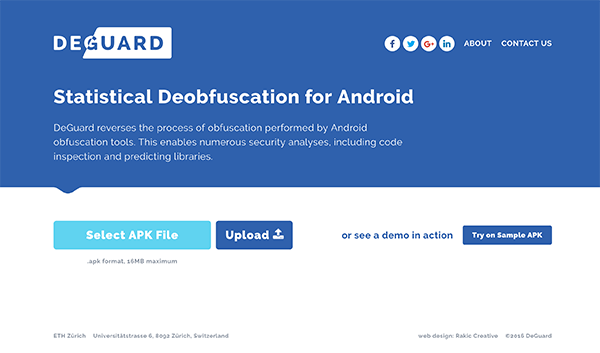 DEGUARD
ABOUT CONTACT US
Statistical Deobfuscation for Android
DeGuard reverses the process of obfuscation performed by Android
obfuscation tools. This enables numerous security analyses, including code
inspection and predicting libraries.
Select APK File Upload or see a demo in action Try on Sample APK
.apk format, 16MB maximum
ETH Zürich Universitätstrasse 6, 8092 Zürich, Switzerland web design: Rakic Creative ©2016 DeGuard